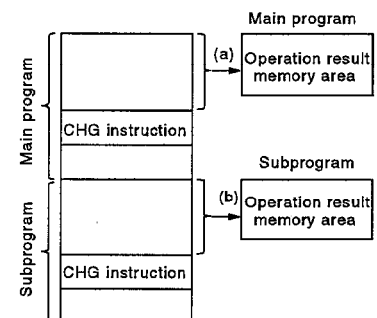 Main program
Main program
(a)
Operation result
memory area
CHG instruction
Subprogram
Subprogram
(b)
Operation result
memory area
CHG instruction